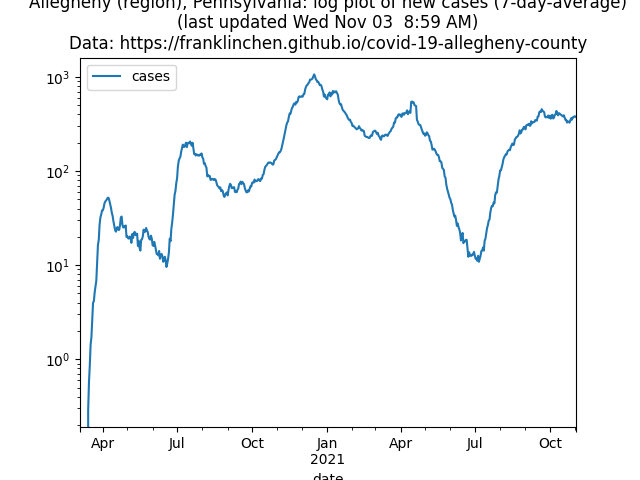 Allegheny (region), Pennsylvania: log plot of new cases (7-day-average)
(last updated Wed Nov 03  8:59 AM)
Data: https://franklinchen.github.io/covid-19-allegheny-county
cases
10³
10²
10¹
10⁰
Apr Jul Oct Jan Apr Jul Oct
2021
date